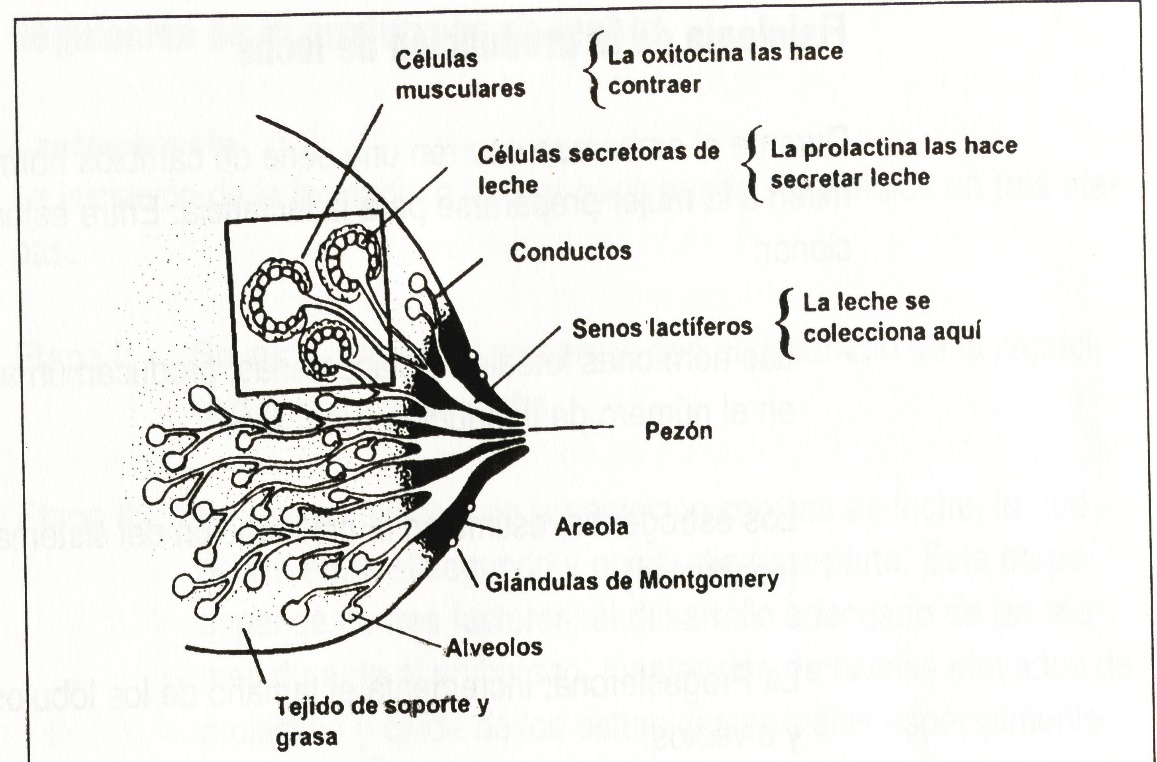 Células
musculares
La oxitocina las hace
contraer
Células secretoras de
leche
La prolactina las hace
secretar leche
Conductos
Senos lactíferos
La leche se
colecciona aquí
Pezón
Areola
Glándulas de Montgomery
Alveolos
Tejido de soporte y
grasa